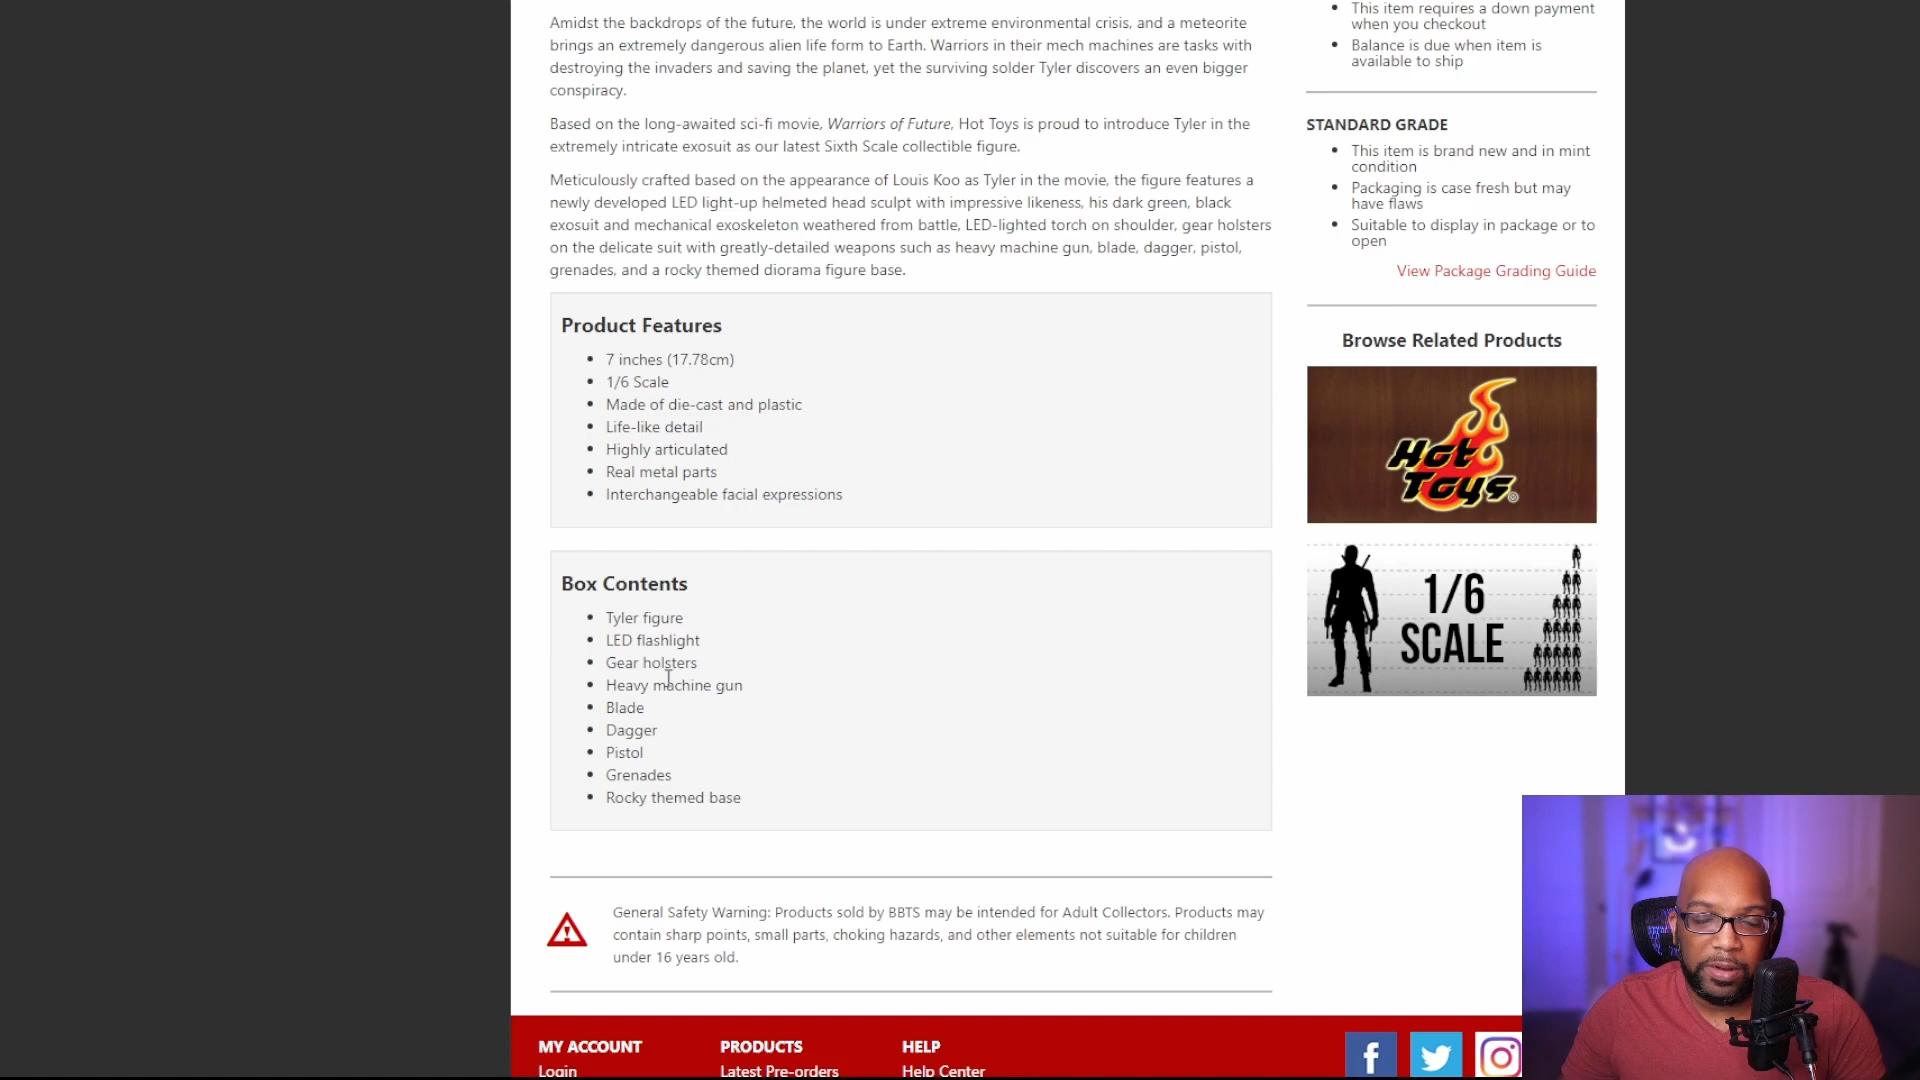 Amidst the backdrops of the future, the world is under extreme environmental crisis, and a meteorite
brings an extremely dangerous alien life form to Earth. Warriors in their mech machines are tasks with
destroying the invaders and saving the planet, yet the surviving solder Tyler discovers an even bigger
conspiracy.
Based on the long-awaited sci-fi movie, Warriors of Future, Hot Toys is proud to introduce Tyler in the
extremely intricate exosuit as our latest Sixth Scale collectible figure.
Meticulously crafted based on the appearance of Louis Koo as Tyler in the movie, the figure features a
newly developed LED light-up helmeted head sculpt with impressive likeness, his dark green, black
exosuit and mechanical exoskeleton weathered from battle, LED-lighted torch on shoulder, gear holsters
on the delicate suit with greatly-detailed weapons such as heavy machine gun, blade, dagger, pistol,
grenades, and a rocky themed diorama figure base.
Product Features
7 inches (17.78cm)
1/6 Scale
Made of die-cast and plastic
Life-like detail
Highly articulated
Real metal parts
Interchangeable facial expressions
Box Contents
Tyler figure
LED flashlight
Gear holsters
Heavy machine gun
Blade
Dagger
Pistol
Grenades
Rocky themed base
General Safety Warning: Products sold by BBTS may be intended for Adult Collectors. Products may
contain sharp points, small parts, choking hazards, and other elements not suitable for children
under 16 years old.
This item requires a down payment
when you checkout
Balance is due when item is
available to ship
STANDARD GRADE
This item is brand new and in mint
condition
Packaging is case fresh but may
have flaws
Suitable to display in package or to
open
View Package Grading Guide
Browse Related Products
Hot
Toys®
1/6
SCALE
MY ACCOUNT
Login
PRODUCTS
Latest Pre-orders
HELP
Help Center